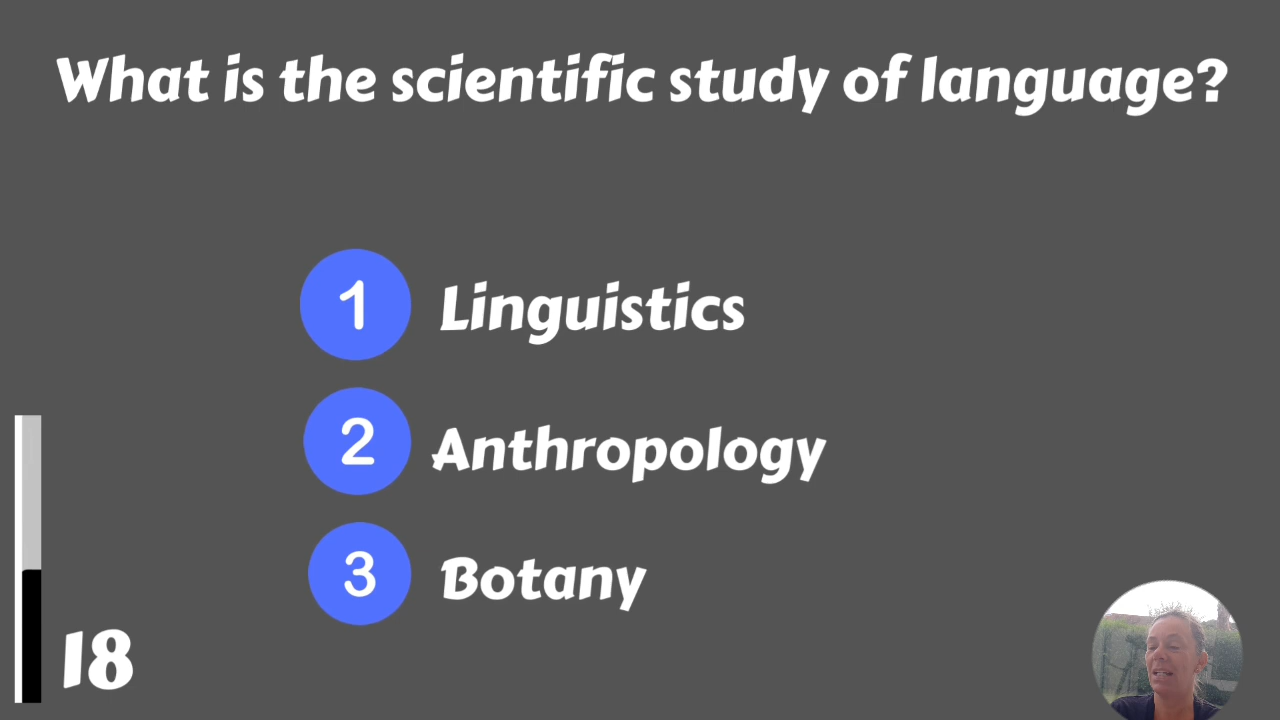 What is the scientific study of language?
1 Linguistics
2 Anthropology
3 Botany
18